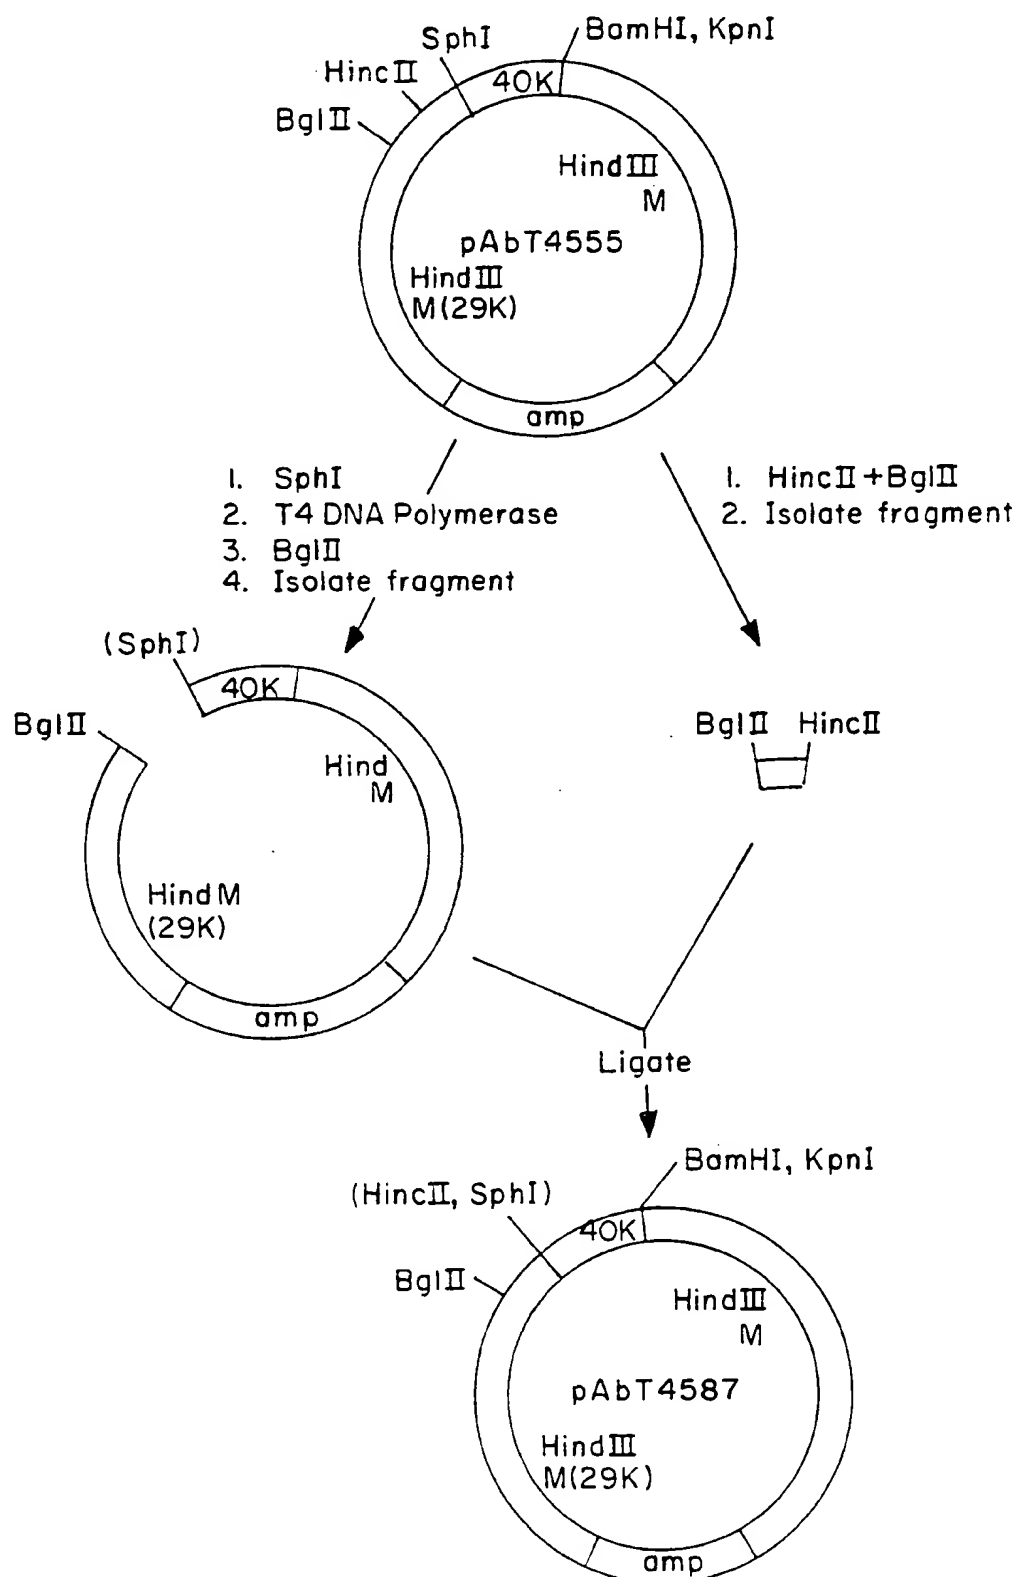 BamHI, KpnI
SphI
HincII
BglII
40K
HindIII
M
pAbT4555
HindIII
M(29K)
amp
1. SphI
2. T4 DNA Polymerase
3. BglII
4. Isolate fragment
1. HincII+BglII
2. Isolate fragment
(SphI)
BglII
40K
Hind
M
Hind M
(29K)
amp
BglII HincII
Ligate
BamHI, KpnI
(HincII, SphI)
BglII
40K
HindIII
M
pAbT4587
HindIII
M(29K)
amp